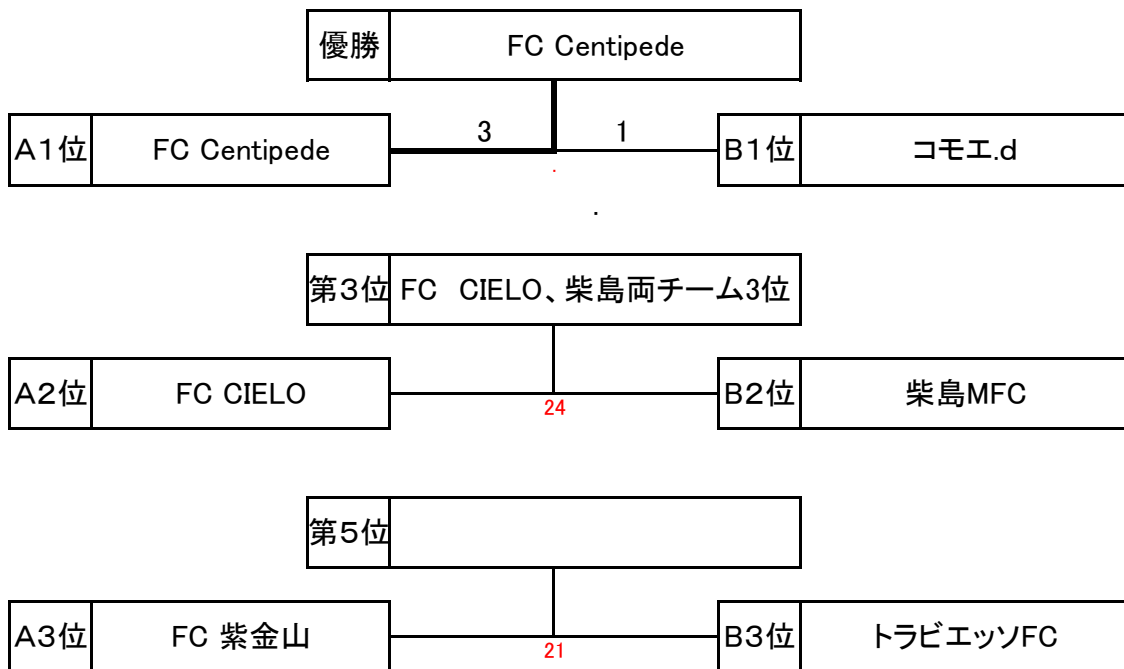 優勝 FC Centipede
3 1
A1位 FC Centipede B1位 コモエ.d
.
.
第3位 FC CIELO、柴島両チーム3位
A2位 FC CIELO B2位 柴島MFC
24
第5位
A3位 FC 紫金山 B3位 トラビエッソFC
21